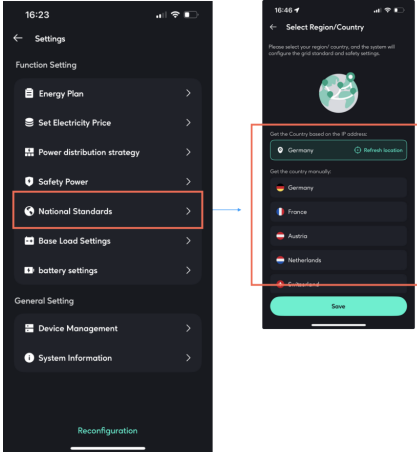 16:23
Settings
Function Setting
Energy Plan
Set Electricity Price
Power distribution strategy
Safety Power
National Standards
Base Load Settings
battery settings
General Setting
Device Management
System Information
Reconfiguration
16:46
Select Region/Country
Please select your region/ country, and the system will
configure the grid standard and safety settings.
Get the Country based on the IP address:
Germany Refresh location
Get the country manually:
Germany
France
Austria
Netherlands
Switzerland
Save